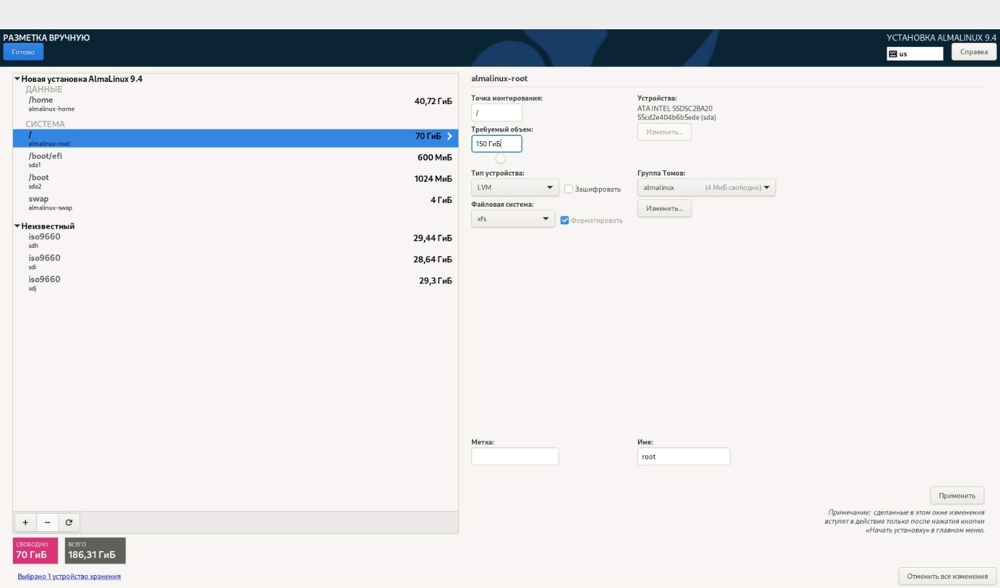 РАЗМЕТКА ВРУЧНУЮ
УСТАНОВКА ALMALINUX 9.4
Готово
us
Справка
Новая установка AlmaLinux 9.4
ДАННЫЕ
/home
almalinux-home
40,72 ГиБ
СИСТЕМА
/
almalinux-root
70 ГиБ
/boot/efi
sda1
600 МиБ
/boot
sda2
1024 МиБ
swap
almalinux-swap
4 ГиБ
Неизвестный
iso9660
sdh
29,44 ГиБ
iso9660
sdi
28,64 ГиБ
iso9660
sdj
29,3 ГиБ
СВОБОДНО
70 ГиБ
ВСЕГО
186,31 ГиБ
Выбрано 1 устройство хранения
almalinux-root
Точка монтирования:
/
Требуемый объем:
150 ГиБ
Устройства:
ATA INTEL SSDSC2BA20
55cd2e404b6b5ede (sda)
Изменить...
Тип устройства:
LVM
Зашифровать
Группа Томов:
almalinux (4 МиБ свободно)
Изменить...
Файловая система:
xfs
Форматировать
Метка:
Имя:
root
Применить
Примечание: сделанные в этом окне изменения
вступят в действие только после нажатия кнопки
«Начать установку» в главном меню.
Отменить все изменения